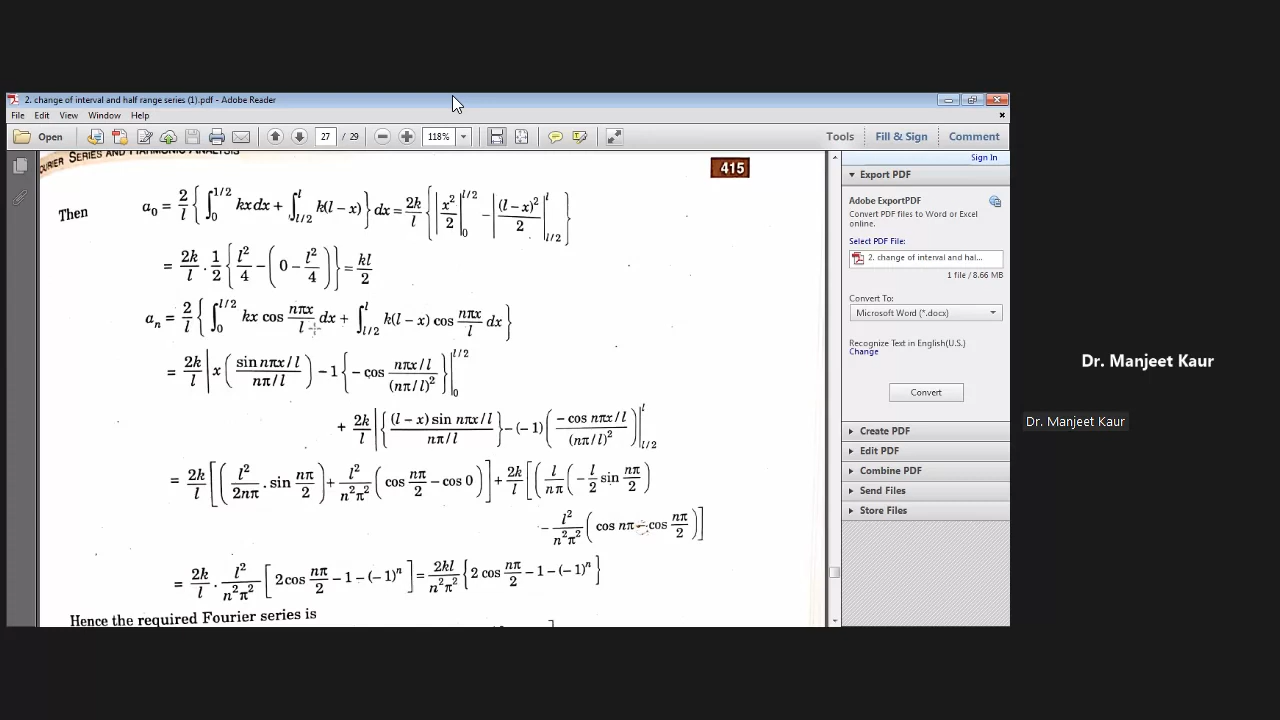 2. change of interval and half range series (1).pdf - Adobe Reader
File Edit View Window Help
Open 27 / 29 118% Tools Fill & Sign Comment
FOURIER SERIES AND HARMONIC ANALYSIS
415
Then a₀ = 2/l { ∫₀^{1/2} kx dx + ∫_{l/2}^l k(l – x) } dx = 2k/l { |x²/2|₀^{l/2} – |(l – x)²/2|_{l/2}^l }
= 2k/l . 1/2 { l²/4 – (0 – l²/4) } = kl/2
aₙ = 2/l { ∫₀^{l/2} kx cos nπx/l dx + ∫_{l/2}^l k(l – x) cos nπx/l dx }
= 2k/l | x ( sin nπx/l / nπ/l ) – 1 { – cos nπx/l / (nπ/l)² } |₀^{l/2}
+ 2k/l | { (l – x) sin nπx/l / nπ/l } – (–1) ( – cos nπx/l / (nπ/l)² ) |_{l/2}^l
= 2k/l [ ( l²/2nπ . sin nπ/2 ) + l²/n²π² ( cos nπ/2 – cos 0 ) ] + 2k/l [ ( l/nπ ( – l/2 sin nπ/2 )
– l²/n²π² ( cos nπ – cos nπ/2 ) ]
= 2k/l . l²/n²π² [ 2 cos nπ/2 – 1 – (–1)ⁿ ] = 2kl/n²π² { 2 cos nπ/2 – 1 – (–1)ⁿ }
Hence the required Fourier series is
Sign In
Export PDF
Adobe ExportPDF
Convert PDF files to Word or Excel
online.
Select PDF File:
2. change of interval and hal...
1 file / 8.66 MB
Convert To:
Microsoft Word (*.docx)
Recognize Text in English(U.S.)
Change
Convert
Create PDF
Edit PDF
Combine PDF
Send Files
Store Files
Dr. Manjeet Kaur
Dr. Manjeet Kaur